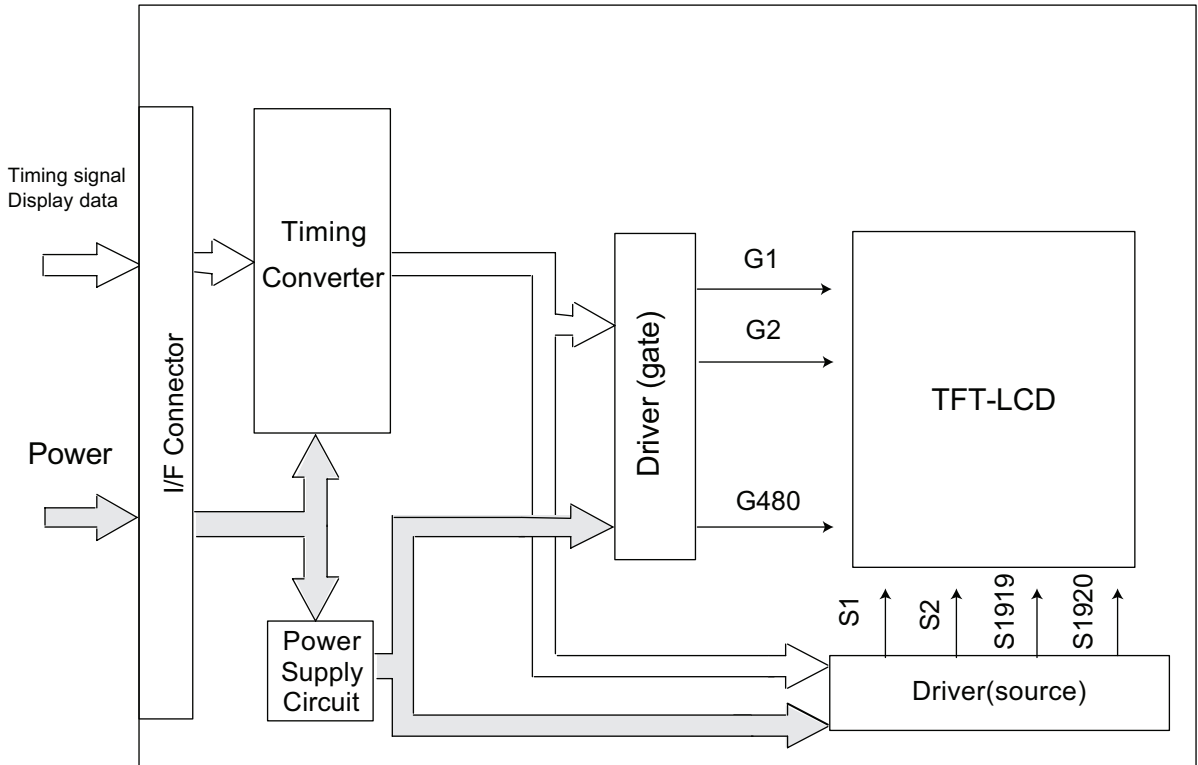 Timing signal
Display data
Power
I/F Connector
Timing
Converter
Power
Supply
Circuit
Driver (gate)
G1
G2
G480
TFT-LCD
S1
S2
S1919
S1920
Driver(source)